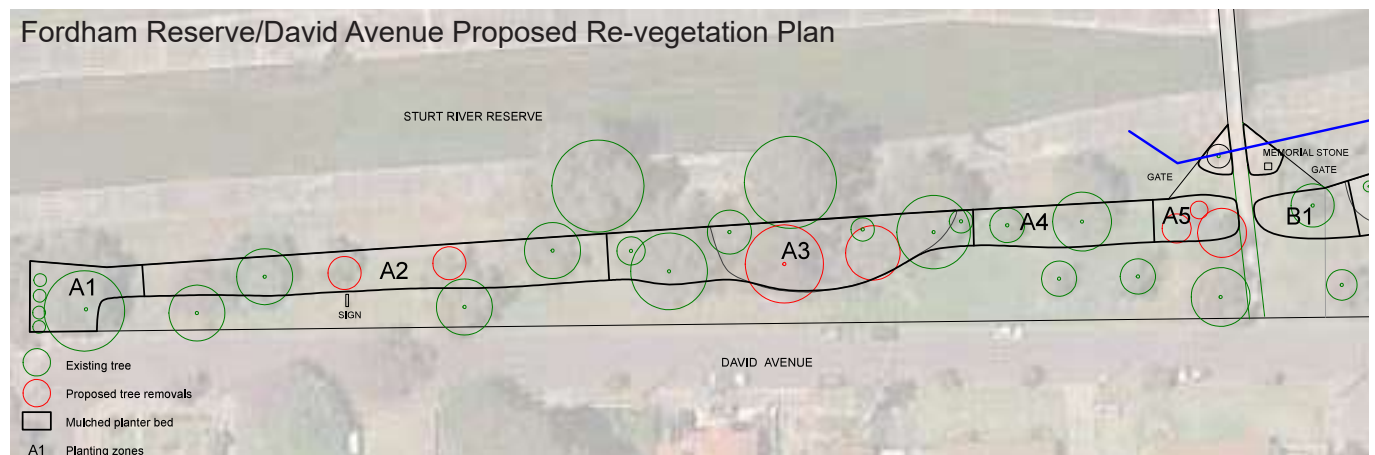 Fordham Reserve/David Avenue Proposed Re-vegetation Plan
STURT RIVER RESERVE
MEMORIAL STONE
GATE
GATE
A1
A2
A3
A4
A5
B1
SIGN
DAVID AVENUE
Existing tree
Proposed tree removals
Mulched planter bed
A1 Planting zones